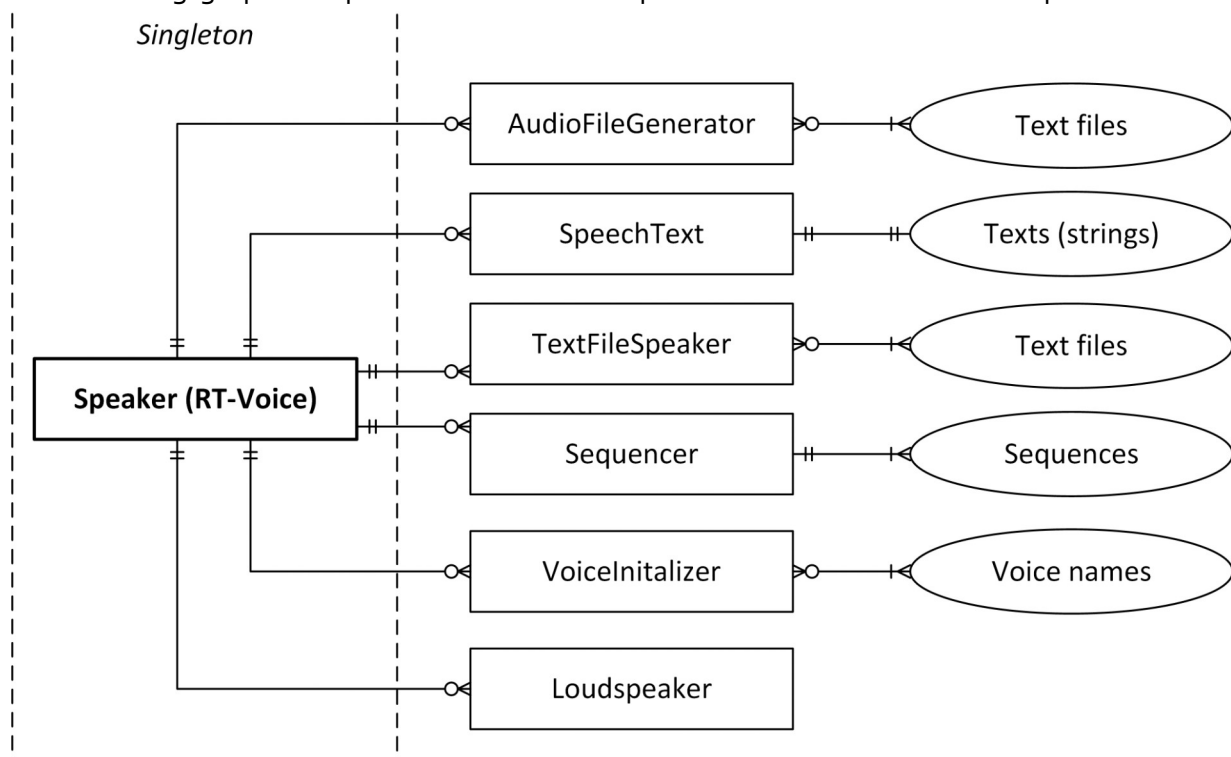 Singleton
AudioFileGenerator
Text files
SpeechText
Texts (strings)
TextFileSpeaker
Text files
Speaker (RT-Voice)
Sequencer
Sequences
VoiceInitalizer
Voice names
Loudspeaker